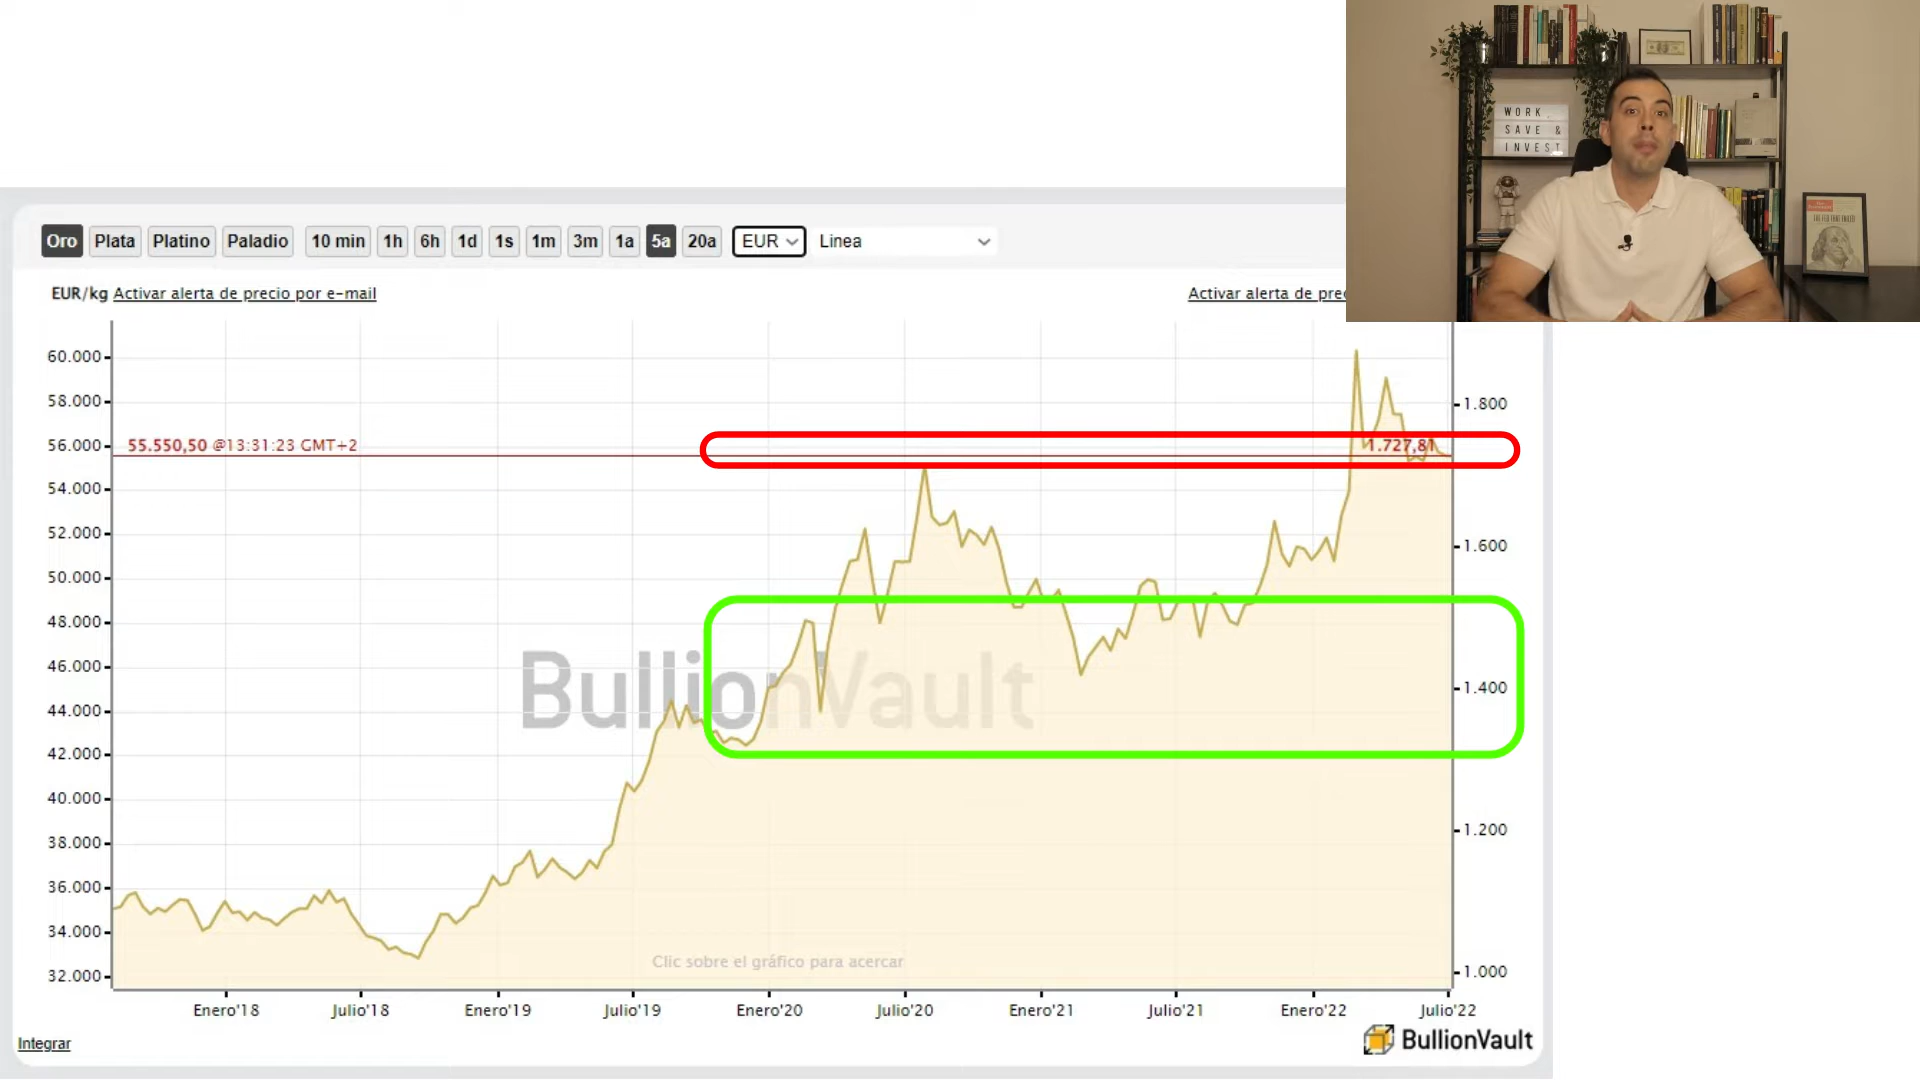 WORK,
SAVE &
INVEST
Oro Plata Platino Paladio 10 min 1h 6h 1d 1s 1m 3m 1a 5a 20a EUR Linea
EUR/kg Activar alerta de precio por e-mail
Activar alerta de pre
60.000
58.000
56.000
54.000
52.000
50.000
48.000
46.000
44.000
42.000
40.000
38.000
36.000
34.000
32.000
55.550,50 @13:31:23 GMT+2
1.727,81
1.800
1.600
1.400
1.200
1.000
BullionVault
Clic sobre el gráfico para acercar
Enero'18 Julio'18 Enero'19 Julio'19 Enero'20 Julio'20 Enero'21 Julio'21 Enero'22 Julio'22
Integrar
BullionVault